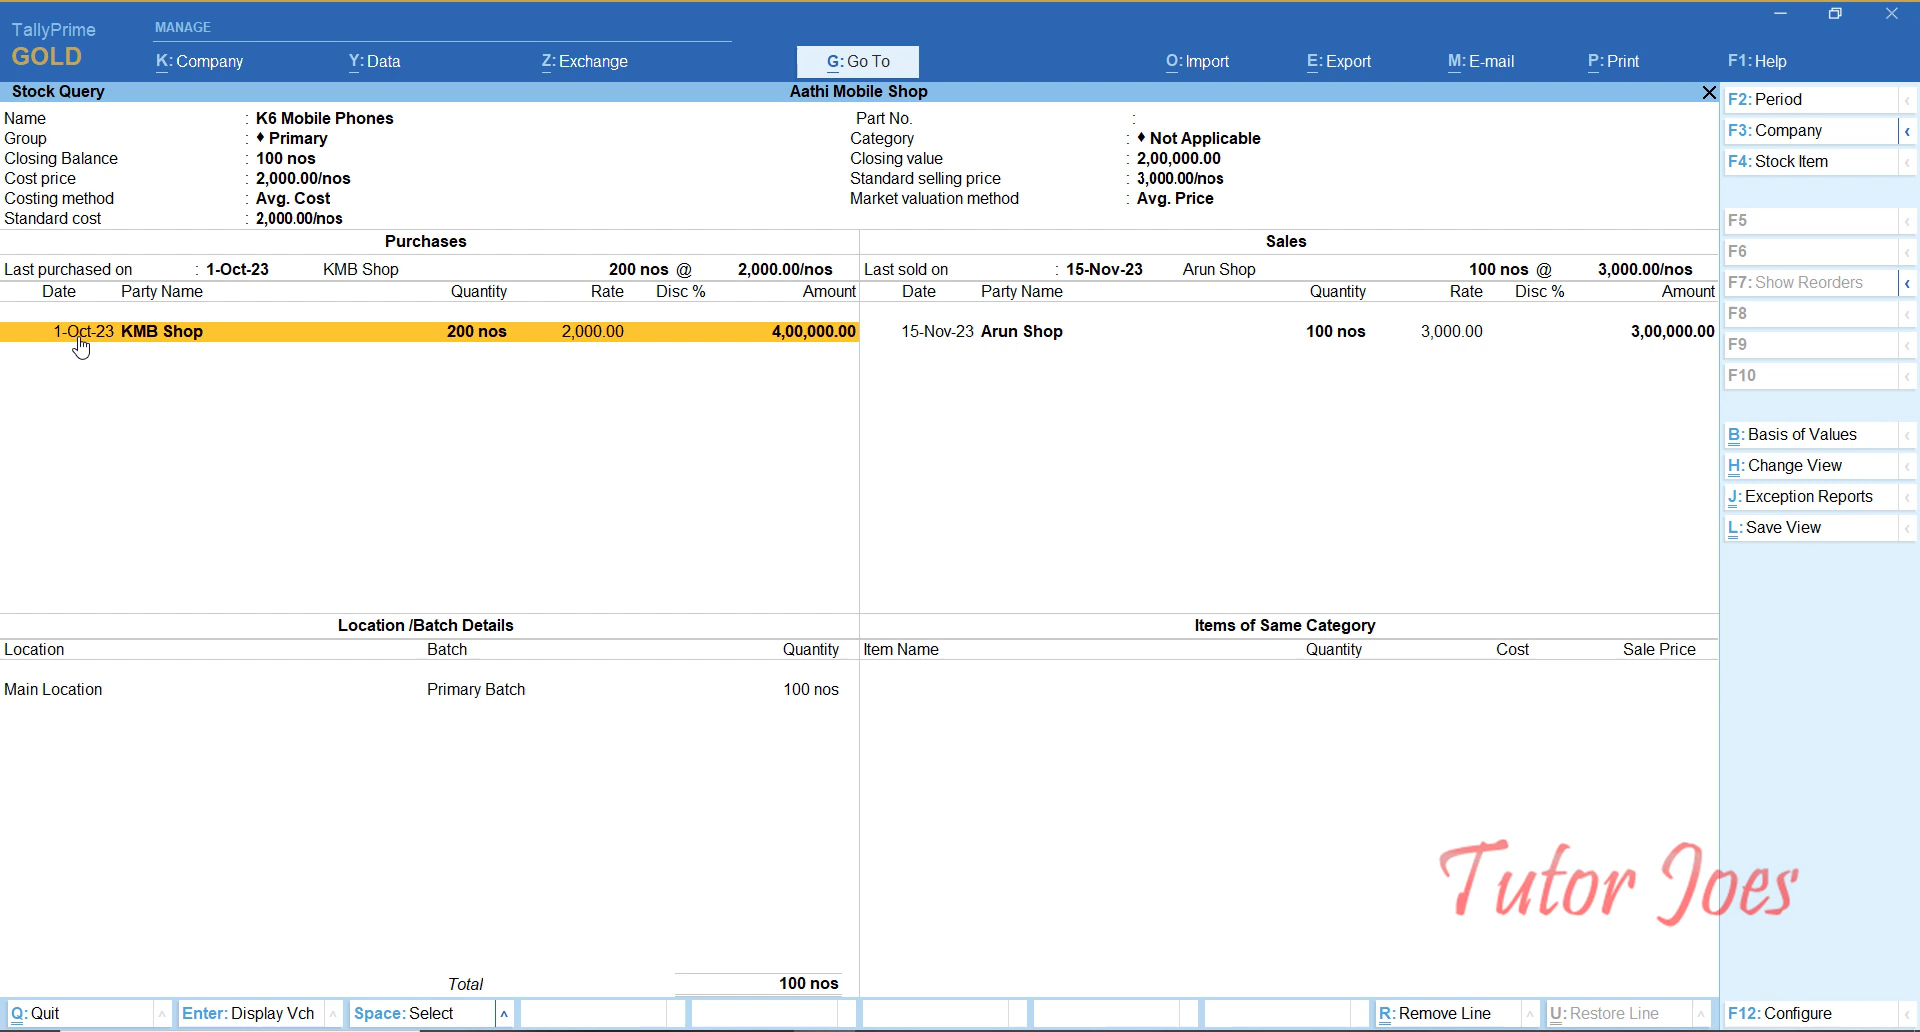 TallyPrime
GOLD
MANAGE
K: Company
Y: Data
Z: Exchange
G: Go To
O: Import
E: Export
M: E-mail
P: Print
F1: Help
Stock Query
Aathi Mobile Shop
Name : K6 Mobile Phones
Part No. :
Group : ♦ Primary
Category : ♦ Not Applicable
Closing Balance : 100 nos
Closing value : 2,00,000.00
Cost price : 2,000.00/nos
Standard selling price : 3,000.00/nos
Costing method : Avg. Cost
Market valuation method : Avg. Price
Standard cost : 2,000.00/nos
Purchases
Last purchased on : 1-Oct-23 KMB Shop 200 nos @ 2,000.00/nos
Date Party Name Quantity Rate Disc % Amount
1-Oct-23 KMB Shop 200 nos 2,000.00 4,00,000.00
Sales
Last sold on : 15-Nov-23 Arun Shop 100 nos @ 3,000.00/nos
Date Party Name Quantity Rate Disc % Amount
15-Nov-23 Arun Shop 100 nos 3,000.00 3,00,000.00
Location /Batch Details
Location Batch Quantity
Main Location Primary Batch 100 nos
Total 100 nos
Items of Same Category
Item Name Quantity Cost Sale Price
F2: Period
F3: Company
F4: Stock Item
F5
F6
F7: Show Reorders
F8
F9
F10
B: Basis of Values
H: Change View
J: Exception Reports
L: Save View
Tutor Joes
Q: Quit
Enter: Display Vch
Space: Select
R: Remove Line
U: Restore Line
F12: Configure